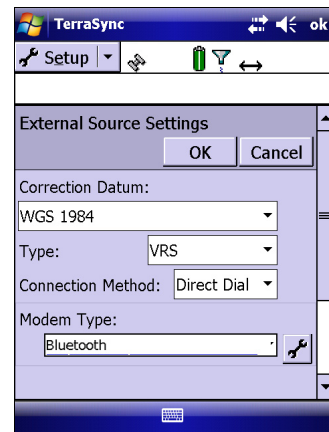 TerraSync
ok
Setup
External Source Settings
OK Cancel
Correction Datum:
WGS 1984
Type: VRS
Connection Method: Direct Dial
Modem Type:
Bluetooth